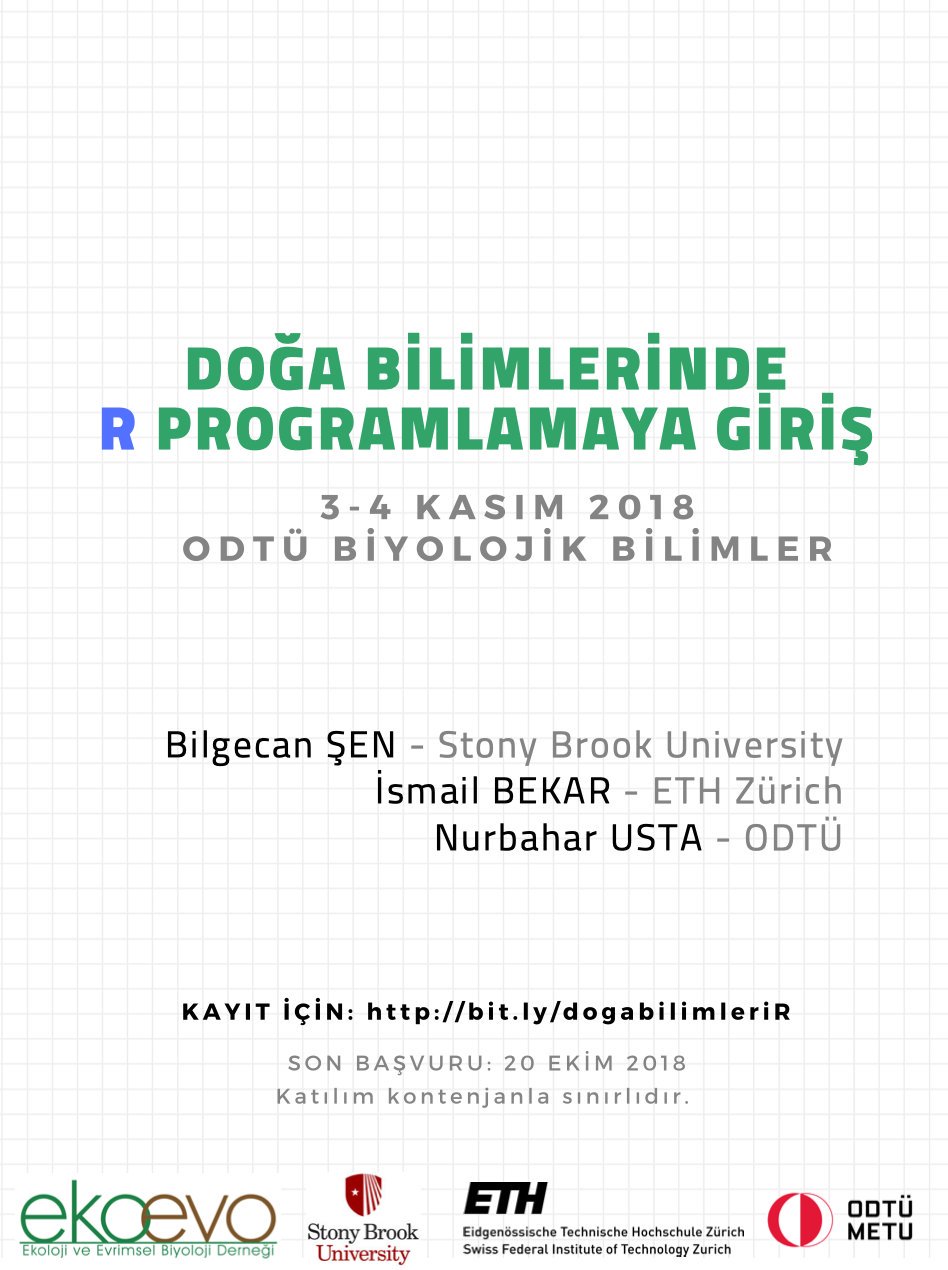 DOĞA BİLİMLERİNDE
R PROGRAMLAMAYA GİRİŞ
3-4 KASIM 2018
ODTÜ BİYOLOJİK BİLİMLER
Bilgecan ŞEN - Stony Brook University
İsmail BEKAR - ETH Zürich
Nurbahar USTA - ODTÜ
KAYIT İÇİN: http://bit.ly/dogabilimleriR
SON BAŞVURU: 20 EKİM 2018
Katılım kontenjanla sınırlıdır.
ekoevo
Ekoloji ve Evrimsel Biyoloji Derneği
Stony Brook
University
ETH
Eidgenössische Technische Hochschule Zürich
Swiss Federal Institute of Technology Zurich
ODTÜ
METU